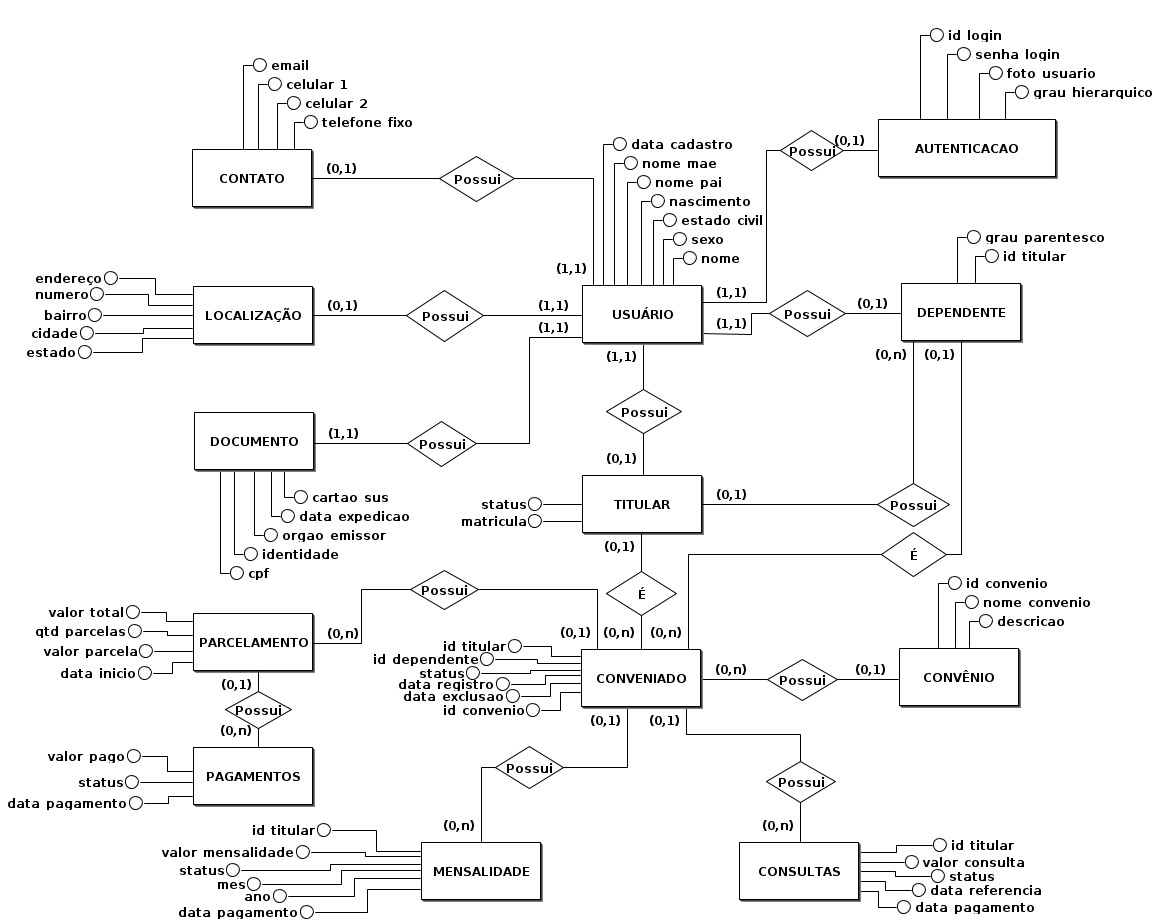 id login
senha login
foto usuario
grau hierarquico
AUTENTICACAO
(0,1)
Possui
email
celular 1
celular 2
telefone fixo
CONTATO
(0,1)
Possui
(1,1)
data cadastro
nome mae
nome pai
nascimento
estado civil
sexo
nome
USUÁRIO
(1,1)
(1,1)
Possui
(0,1)
grau parentesco
id titular
DEPENDENTE
(0,n)
(0,1)
endereço
numero
bairro
cidade
estado
LOCALIZAÇÃO
(0,1)
Possui
(1,1)
(1,1)
DOCUMENTO
(1,1)
Possui
cartao sus
data expedicao
orgao emissor
identidade
cpf
(1,1)
Possui
(0,1)
status
matricula
TITULAR
(0,1)
Possui
É
(0,1)
É
id convenio
nome convenio
descricao
CONVÊNIO
valor total
qtd parcelas
valor parcela
data inicio
PARCELAMENTO
(0,n)
Possui
(0,1)
(0,n)
(0,n)
id titular
id dependente
status
data registro
data exclusao
id convenio
CONVENIADO
(0,n)
Possui
(0,1)
(0,1)
Possui
(0,n)
valor pago
status
data pagamento
PAGAMENTOS
(0,1)
(0,1)
Possui
Possui
(0,n)
(0,n)
id titular
valor mensalidade
status
mes
ano
data pagamento
MENSALIDADE
CONSULTAS
id titular
valor consulta
status
data referencia
data pagamento